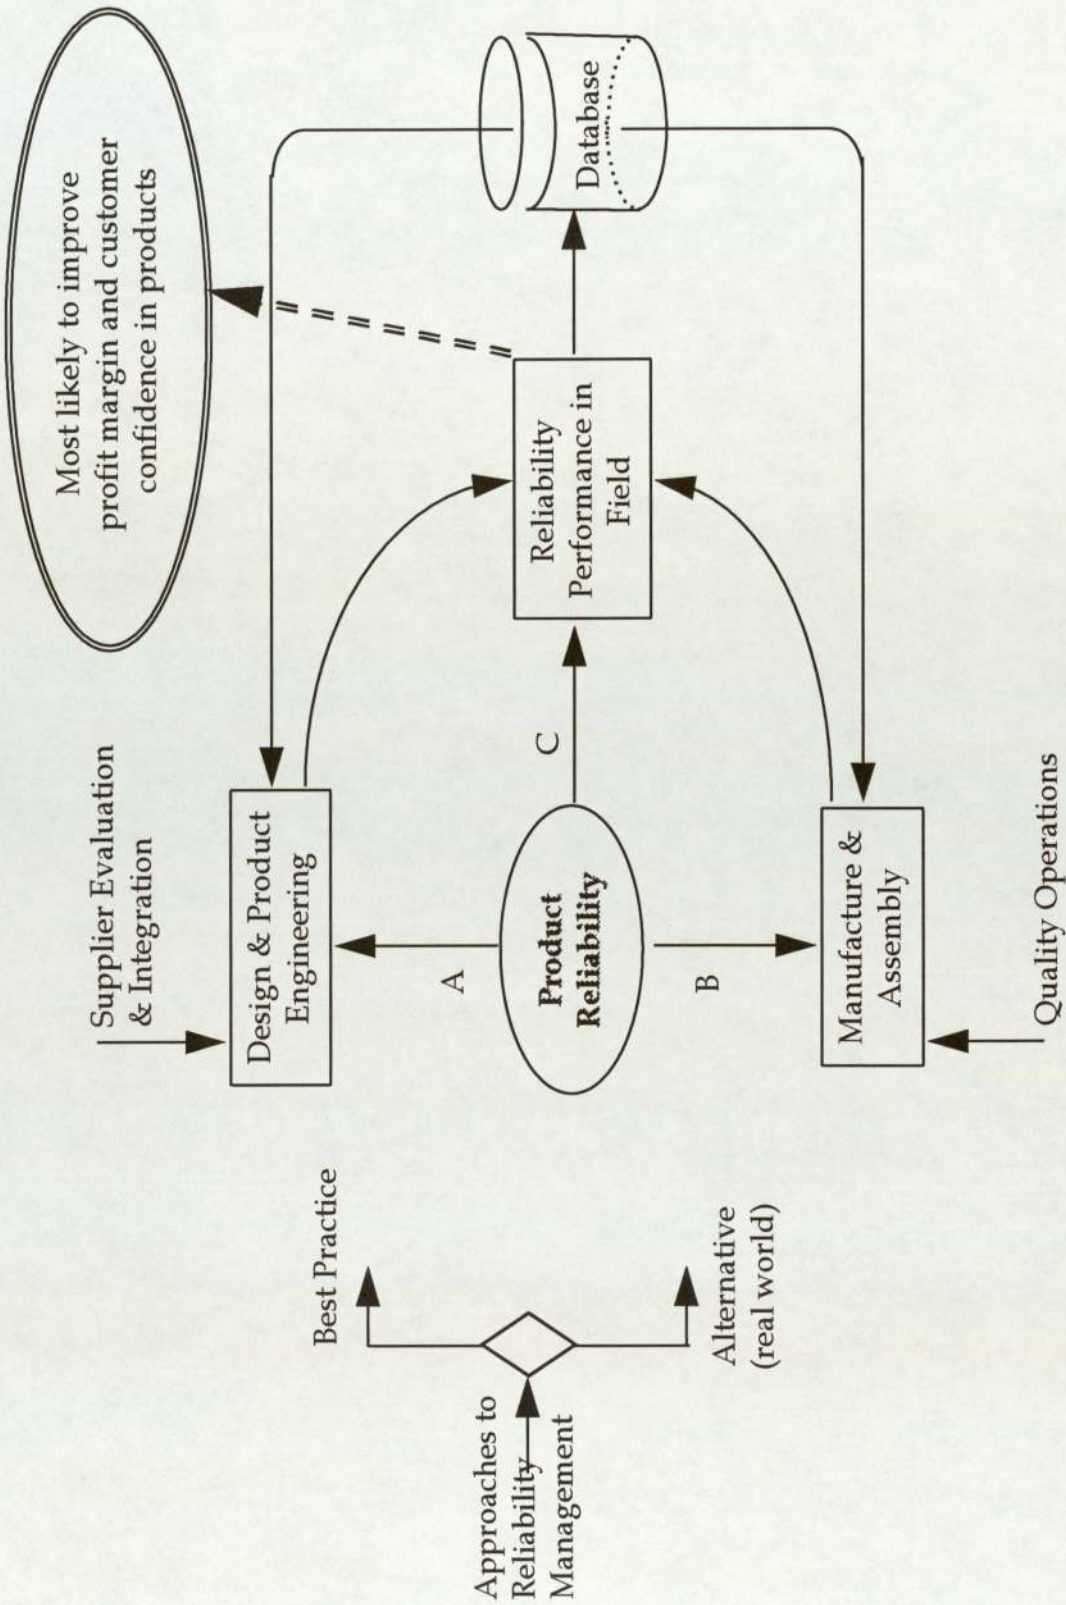 Most likely to improve
profit margin and customer
confidence in products
Supplier Evaluation
& Integration
Best Practice
Design & Product
Engineering
A
Approaches to
Reliability
Management
Product
Reliability
C
Reliability
Performance in
Field
Database
B
Alternative
(real world)
Manufacture &
Assembly
Quality Operations